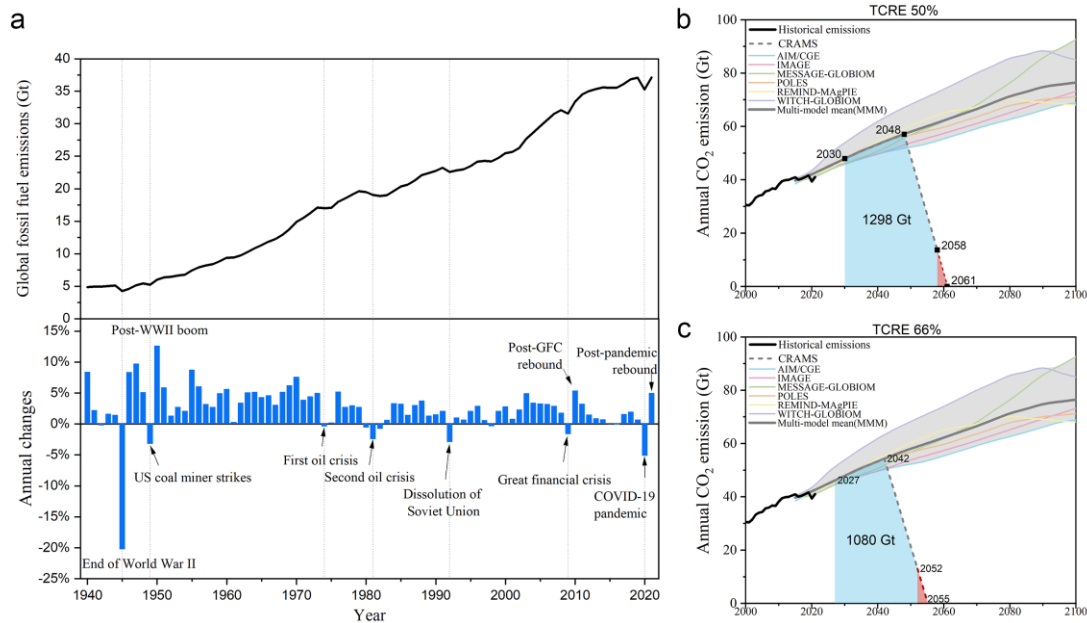 a
Global fossil fuel emissions (Gt)
40
35
30
25
20
15
10
5
0
Annual changes
15%
10%
5%
0%
-5%
-10%
-15%
-20%
-25%
Post-WWII boom
Post-GFC
rebound
Post-pandemic
rebound
US coal miner strikes
First oil crisis
Second oil crisis
Dissolution of
Soviet Union
Great financial crisis
COVID-19
pandemic
End of World War II
1940
1950
1960
1970
1980
1990
2000
2010
2020
Year
b
TCRE 50%
Annual CO₂ emission (Gt)
100
80
60
40
20
0
Historical emissions
CRAMS
AIM/CGE
IMAGE
MESSAGE-GLOBIOM
POLES
REMIND-MAgPIE
WITCH-GLOBIOM
Multi-model mean(MMM)
2048
2030
1298 Gt
2058
2061
2000
2020
2040
2060
2080
2100
c
TCRE 66%
Annual CO₂ emission (Gt)
100
80
60
40
20
0
Historical emissions
CRAMS
AIM/CGE
IMAGE
MESSAGE-GLOBIOM
POLES
REMIND-MAgPIE
WITCH-GLOBIOM
Multi-model mean(MMM)
2042
2027
1080 Gt
2052
2055
2000
2020
2040
2060
2080
2100